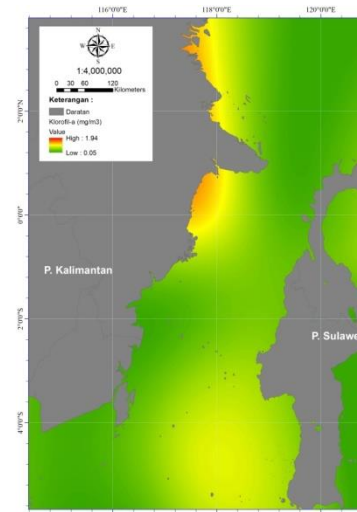 116°0'0"E
118°0'0"E
120°0'0"E
N
W E
S
1:4,000,000
0 30 60 120
Kilometers
Keterangan :
Daratan
Klorofil-a (mg/m3)
Value
High : 1.94
Low : 0.05
2°0'0"N
0°0'0"
P. Kalimantan
2°0'0"S
P. Sulawe
4°0'0"S